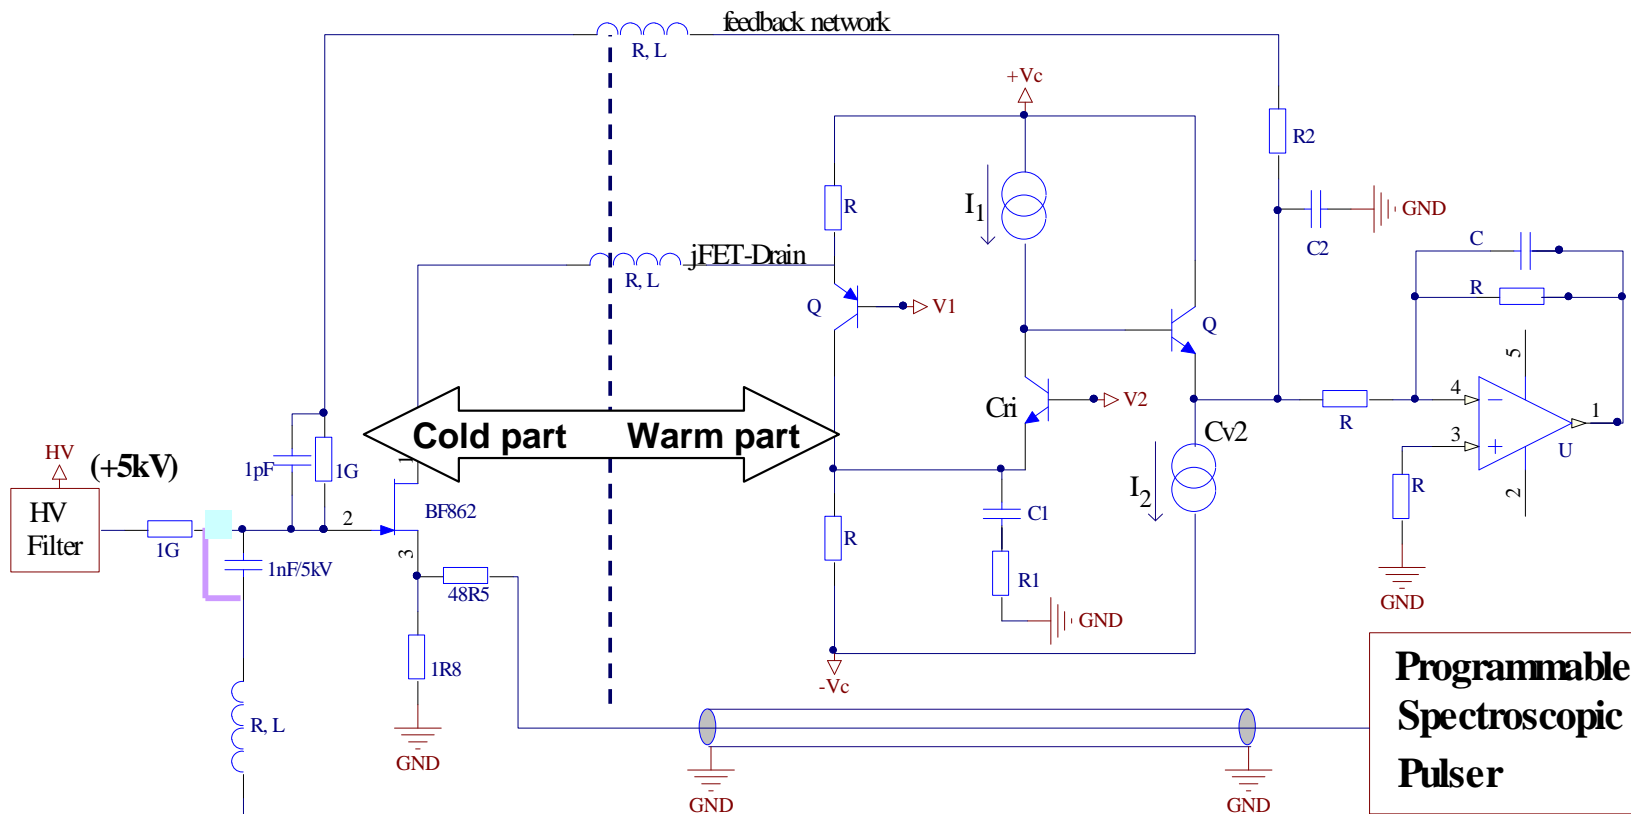 feedback network
R, L
+Vc
R2
I1
R
GND
C2
jFET-Drain
R, L
C
R
Q
V1
Q
5
Cri
V2
4
1
R
Cv2
3
U
Cold part
Warm part
HV
(+5kV)
1pF
1G
1
I2
R
2
HV
Filter
2
BF862
C1
1G
3
R
1nF/5kV
48R5
R1
GND
GND
1R8
-Vc
R, L
GND
GND
GND
Programmable
Spectroscopic
Pulser